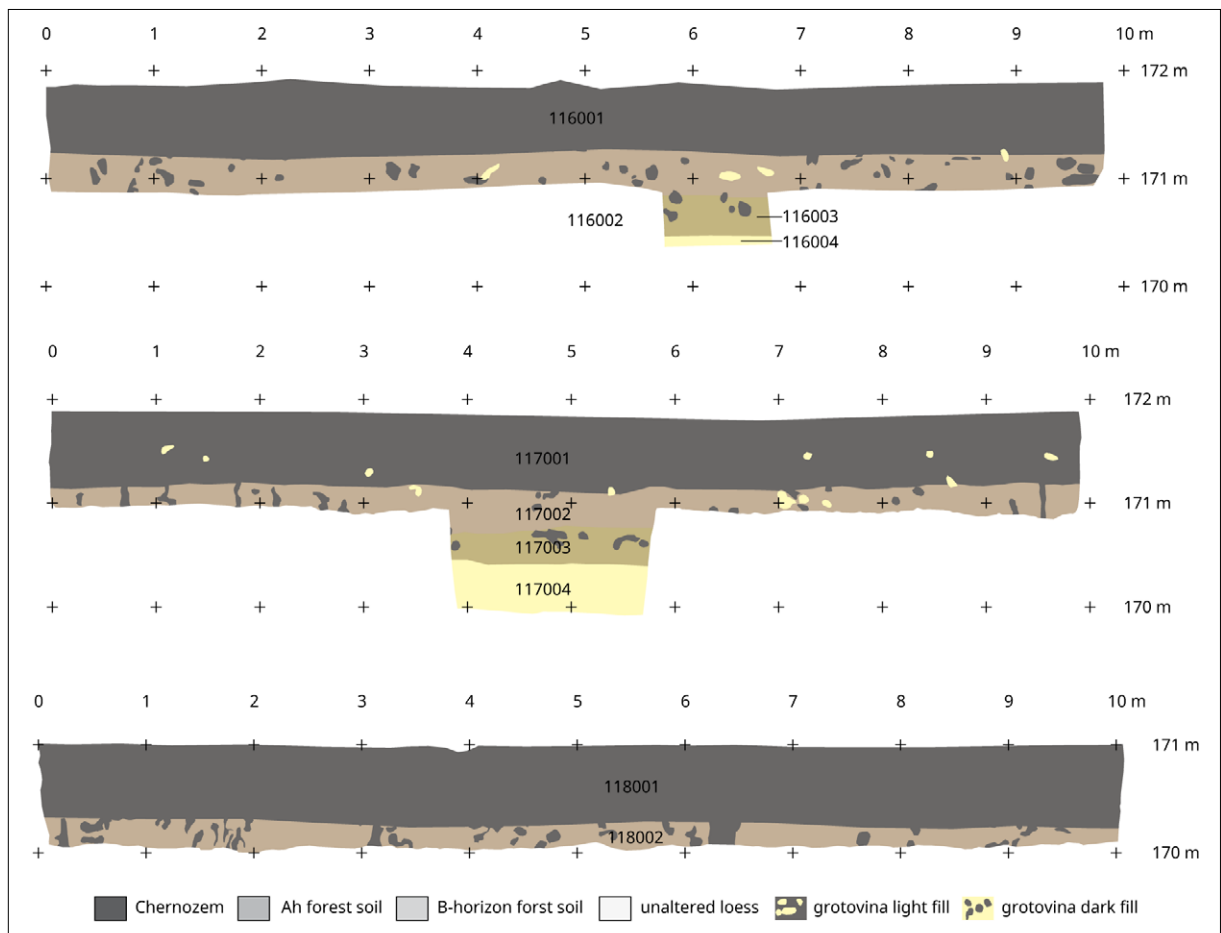 0 1 2 3 4 5 6 7 8 9 10 m
172 m
116001
171 m
116002
116003
116004
170 m
0 1 2 3 4 5 6 7 8 9 10 m
172 m
117001
171 m
117002
117003
117004
170 m
0 1 2 3 4 5 6 7 8 9 10 m
171 m
118001
118002
170 m
Chernozem Ah forest soil B-horizon forst soil unaltered loess grotovina light fill grotovina dark fill